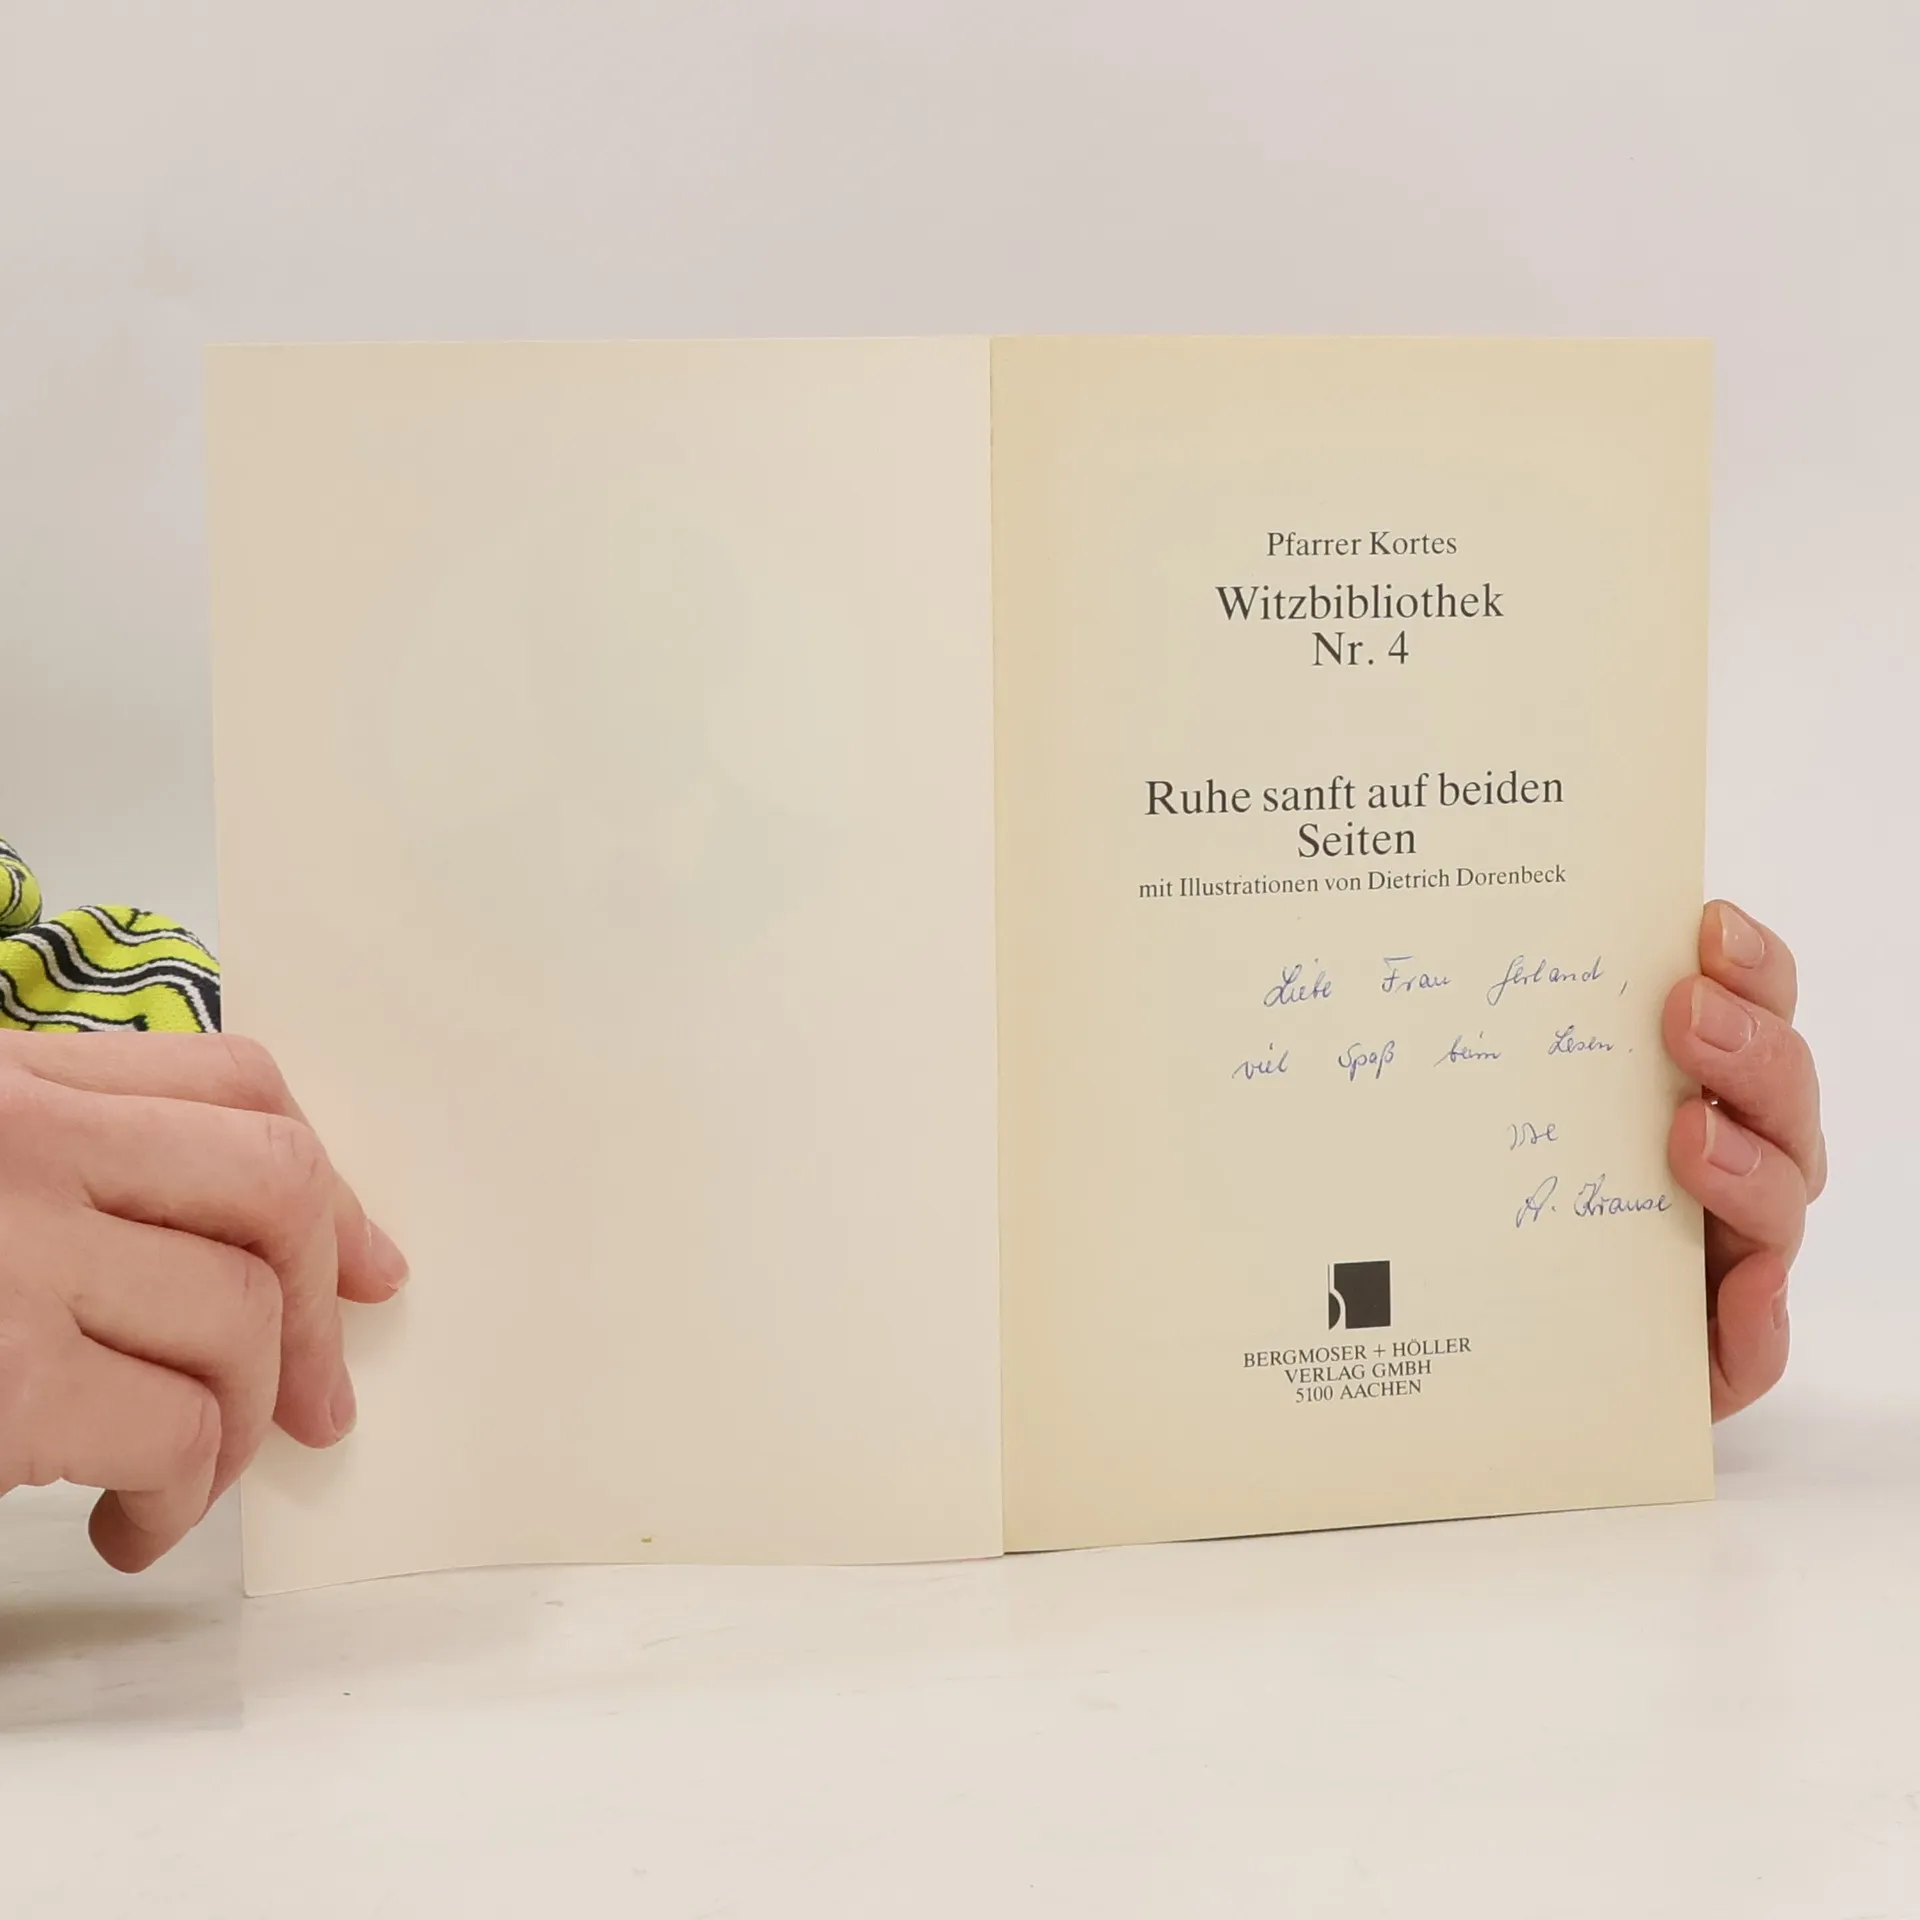 Pfarrer Kortes
Witzbibliothek
Nr. 4
Ruhe sanft auf beiden
Seiten
mit Illustrationen von Dietrich Dorenbeck
Liebe Frau Gerland,
viel Spaß beim Lesen.
Ihre
A. Krause
BERGMOSER + HÖLLER
VERLAG GMBH
5100 AACHEN